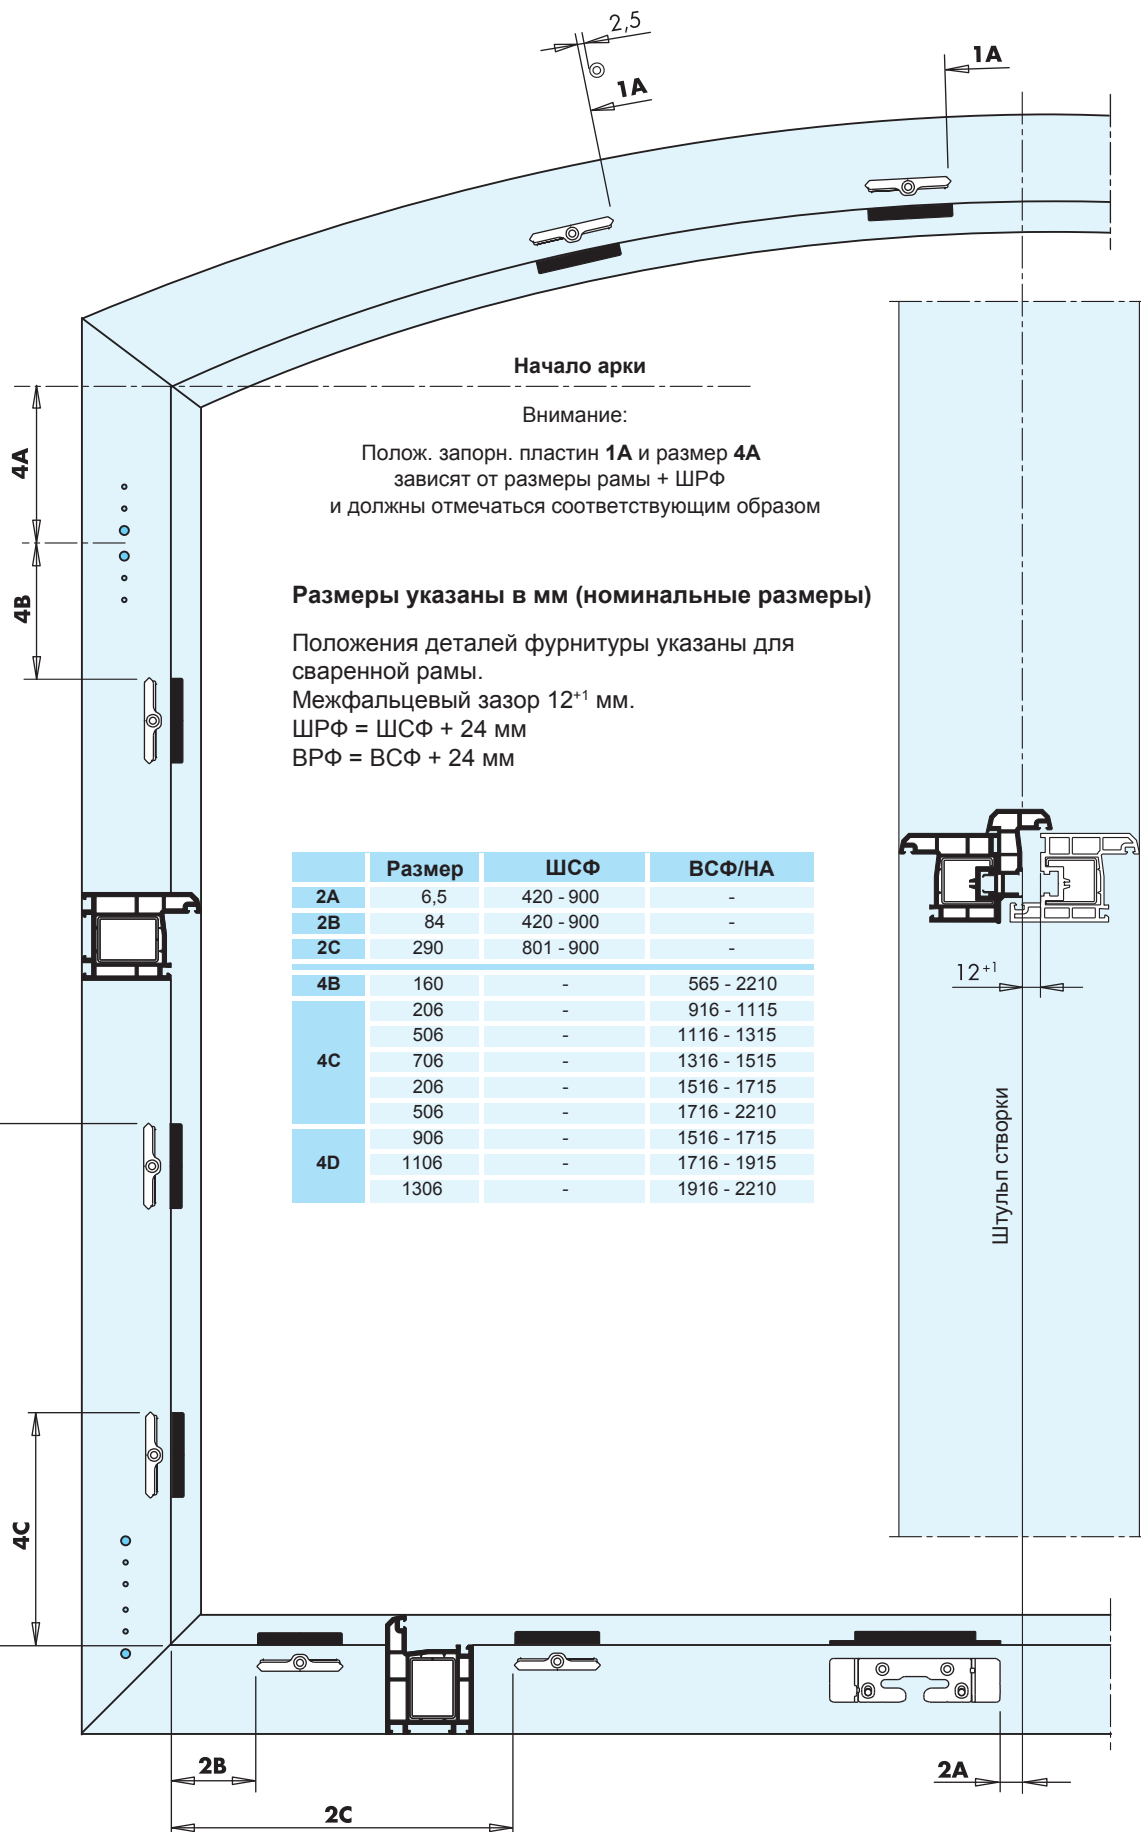 2,5
1A
1A
Начало арки
Внимание:
Полож. запорн. пластин 1A и размер 4A
зависят от размеры рамы + ШРФ
и должны отмечаться соответствующим образом
4A
4B
Размеры указаны в мм (номинальные размеры)
Положения деталей фурнитуры указаны для
сваренной рамы.
Межфальцевый зазор 12+1 мм.
ШРФ = ШСФ + 24 мм
ВРФ = ВСФ + 24 мм
Размер ШСФ ВСФ/НА
2A 6,5 420 - 900 -
2B 84 420 - 900 -
2C 290 801 - 900 -
4B 160 - 565 - 2210
4C 206 - 916 - 1115
506 - 1116 - 1315
706 - 1316 - 1515
206 - 1516 - 1715
506 - 1716 - 2210
4D 906 - 1516 - 1715
1106 - 1716 - 1915
1306 - 1916 - 2210
12+1
Штульп створки
4C
2B
2C
2A